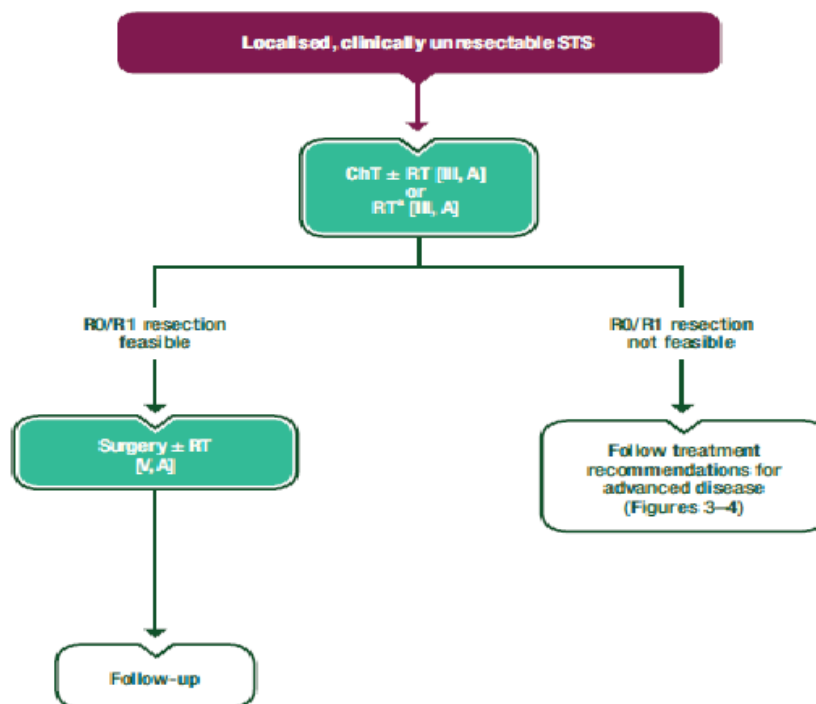 Localised, clinically unresectable STS
ChT ± RT [III, A]
or
RTª [III, A]
R0/R1 resection
feasible
R0/R1 resection
not feasible
Surgery ± RT
[V, A]
Follow treatment
recommendations for
advanced disease
(Figures 3–4)
Follow-up